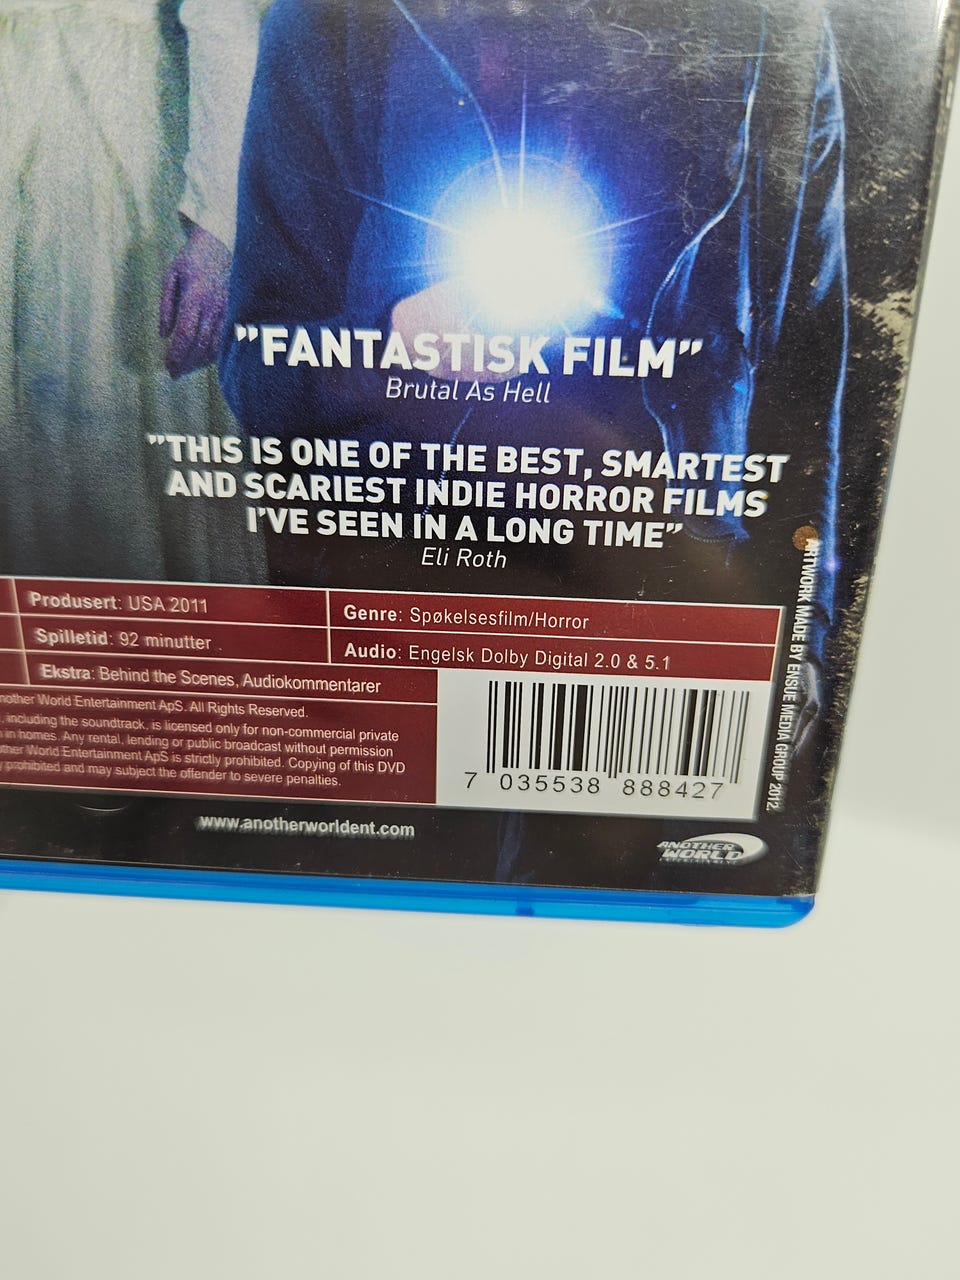 ”FANTASTISK FILM”
Brutal As Hell
”THIS IS ONE OF THE BEST, SMARTEST
AND SCARIEST INDIE HORROR FILMS
I’VE SEEN IN A LONG TIME”
Eli Roth
Produsert: USA 2011
Spilletid: 92 minutter
Ekstra: Behind the Scenes, Audiokommentarer
Genre: Spøkelsesfilm/Horror
Audio: Engelsk Dolby Digital 2.0 & 5.1
World Entertainment ApS. All Rights Reserved.
including the soundtrack, is licensed only for non-commercial private
in homes. Any rental, lending or public broadcast without permission
World Entertainment ApS is strictly prohibited. Copying of this DVD
prohibited and may subject the offender to severe penalties.
7 035538 888427
www.anotherworldent.com
ANOTHER
WORLD
ENTERTAINMENT
ARTWORK MADE BY ENSUE MEDIA GROUP 2012.